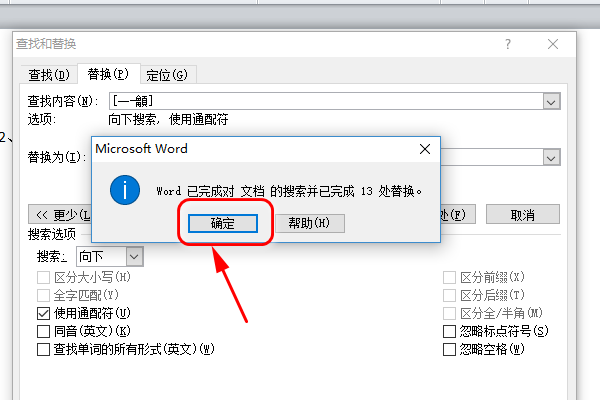 查找和替换
查找(D) 替换(P) 定位(G)
查找内容(N): [一-龥]
选项: 向下搜索, 使用通配符
2、
替换为(I):
Microsoft Word
Word 已完成对 文档 的搜索并已完成 13 处替换。
确定 帮助(H)
<< 更少(L 处(F) 取消
搜索选项
搜索: 向下
区分大小写(H) 区分前缀(X)
全字匹配(Y) 区分后缀(T)
使用通配符(U) 区分全/半角(M)
同音(英文)(K) 忽略标点符号(S)
查找单词的所有形式(英文)(W) 忽略空格(W)